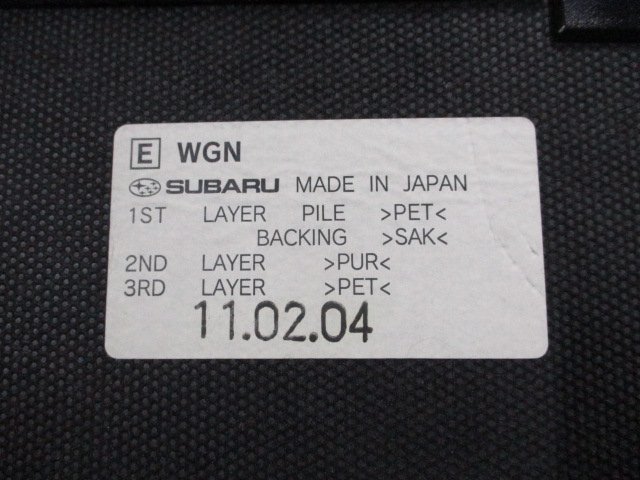 E WGN
SUBARU MADE IN JAPAN
1ST LAYER PILE >PET<
BACKING >SAK<
2ND LAYER >PUR<
3RD LAYER >PET<
11.02.04